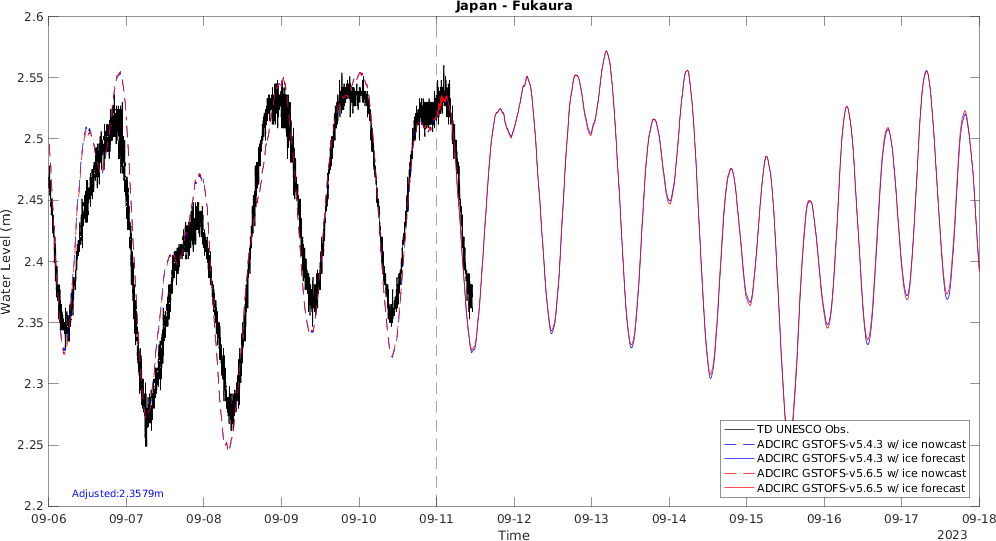 Japan - Fukaura
2.6
2.55
2.5
2.45
2.4
2.35
2.3
2.25
2.2
Water Level (m)
Adjusted:2.3579m
TD UNESCO Obs.
ADCIRC GSTOFS-v5.4.3 w/ ice nowcast
ADCIRC GSTOFS-v5.4.3 w/ ice forecast
ADCIRC GSTOFS-v5.6.5 w/ ice nowcast
ADCIRC GSTOFS-v5.6.5 w/ ice forecast
09-06 09-07 09-08 09-09 09-10 09-11 09-12 09-13 09-14 09-15 09-16 09-17 09-18
Time
2023